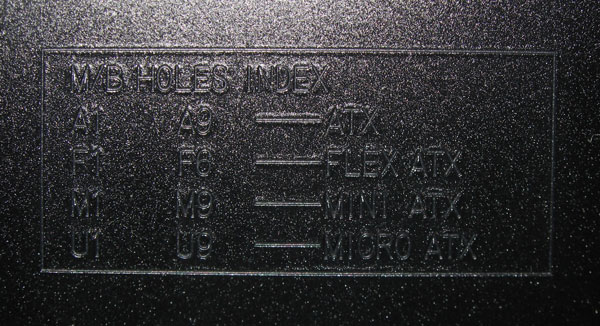 M/B HOLES INDEX
A1 A9 — ATX
F1 F6 — FLEX ATX
M1 M9 — MINI ATX
U1 U9 — MICRO ATX